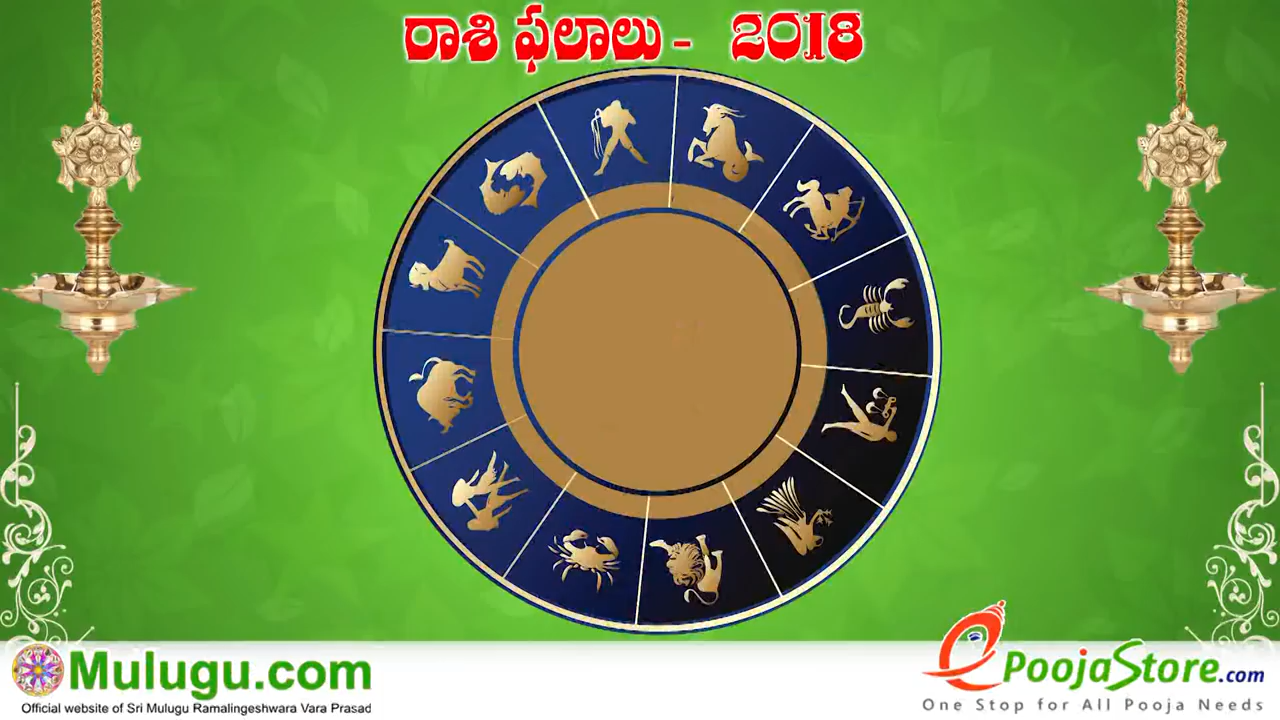 రాశి ఫలాలు - 2018
Mulugu.com
Official website of Sri Mulugu Ramalingeshwara Vara Prasad
e PoojaStore.com
One Stop for All Pooja Needs